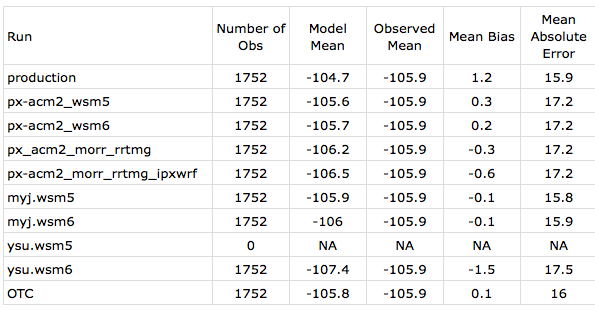 Run Number of Obs Model Mean Observed Mean Mean Bias Mean Absolute Error
production 1752 -104.7 -105.9 1.2 15.9
px-acm2_wsm5 1752 -105.6 -105.9 0.3 17.2
px-acm2_wsm6 1752 -105.7 -105.9 0.2 17.2
px_acm2_morr_rrtmg 1752 -106.2 -105.9 -0.3 17.2
px-acm2_morr_rrtmg_ipxwrf 1752 -106.5 -105.9 -0.6 17.2
myj.wsm5 1752 -105.9 -105.9 -0.1 15.8
myj.wsm6 1752 -106 -105.9 -0.1 15.9
ysu.wsm5 0 NA NA NA NA
ysu.wsm6 1752 -107.4 -105.9 -1.5 17.5
OTC 1752 -105.8 -105.9 0.1 16